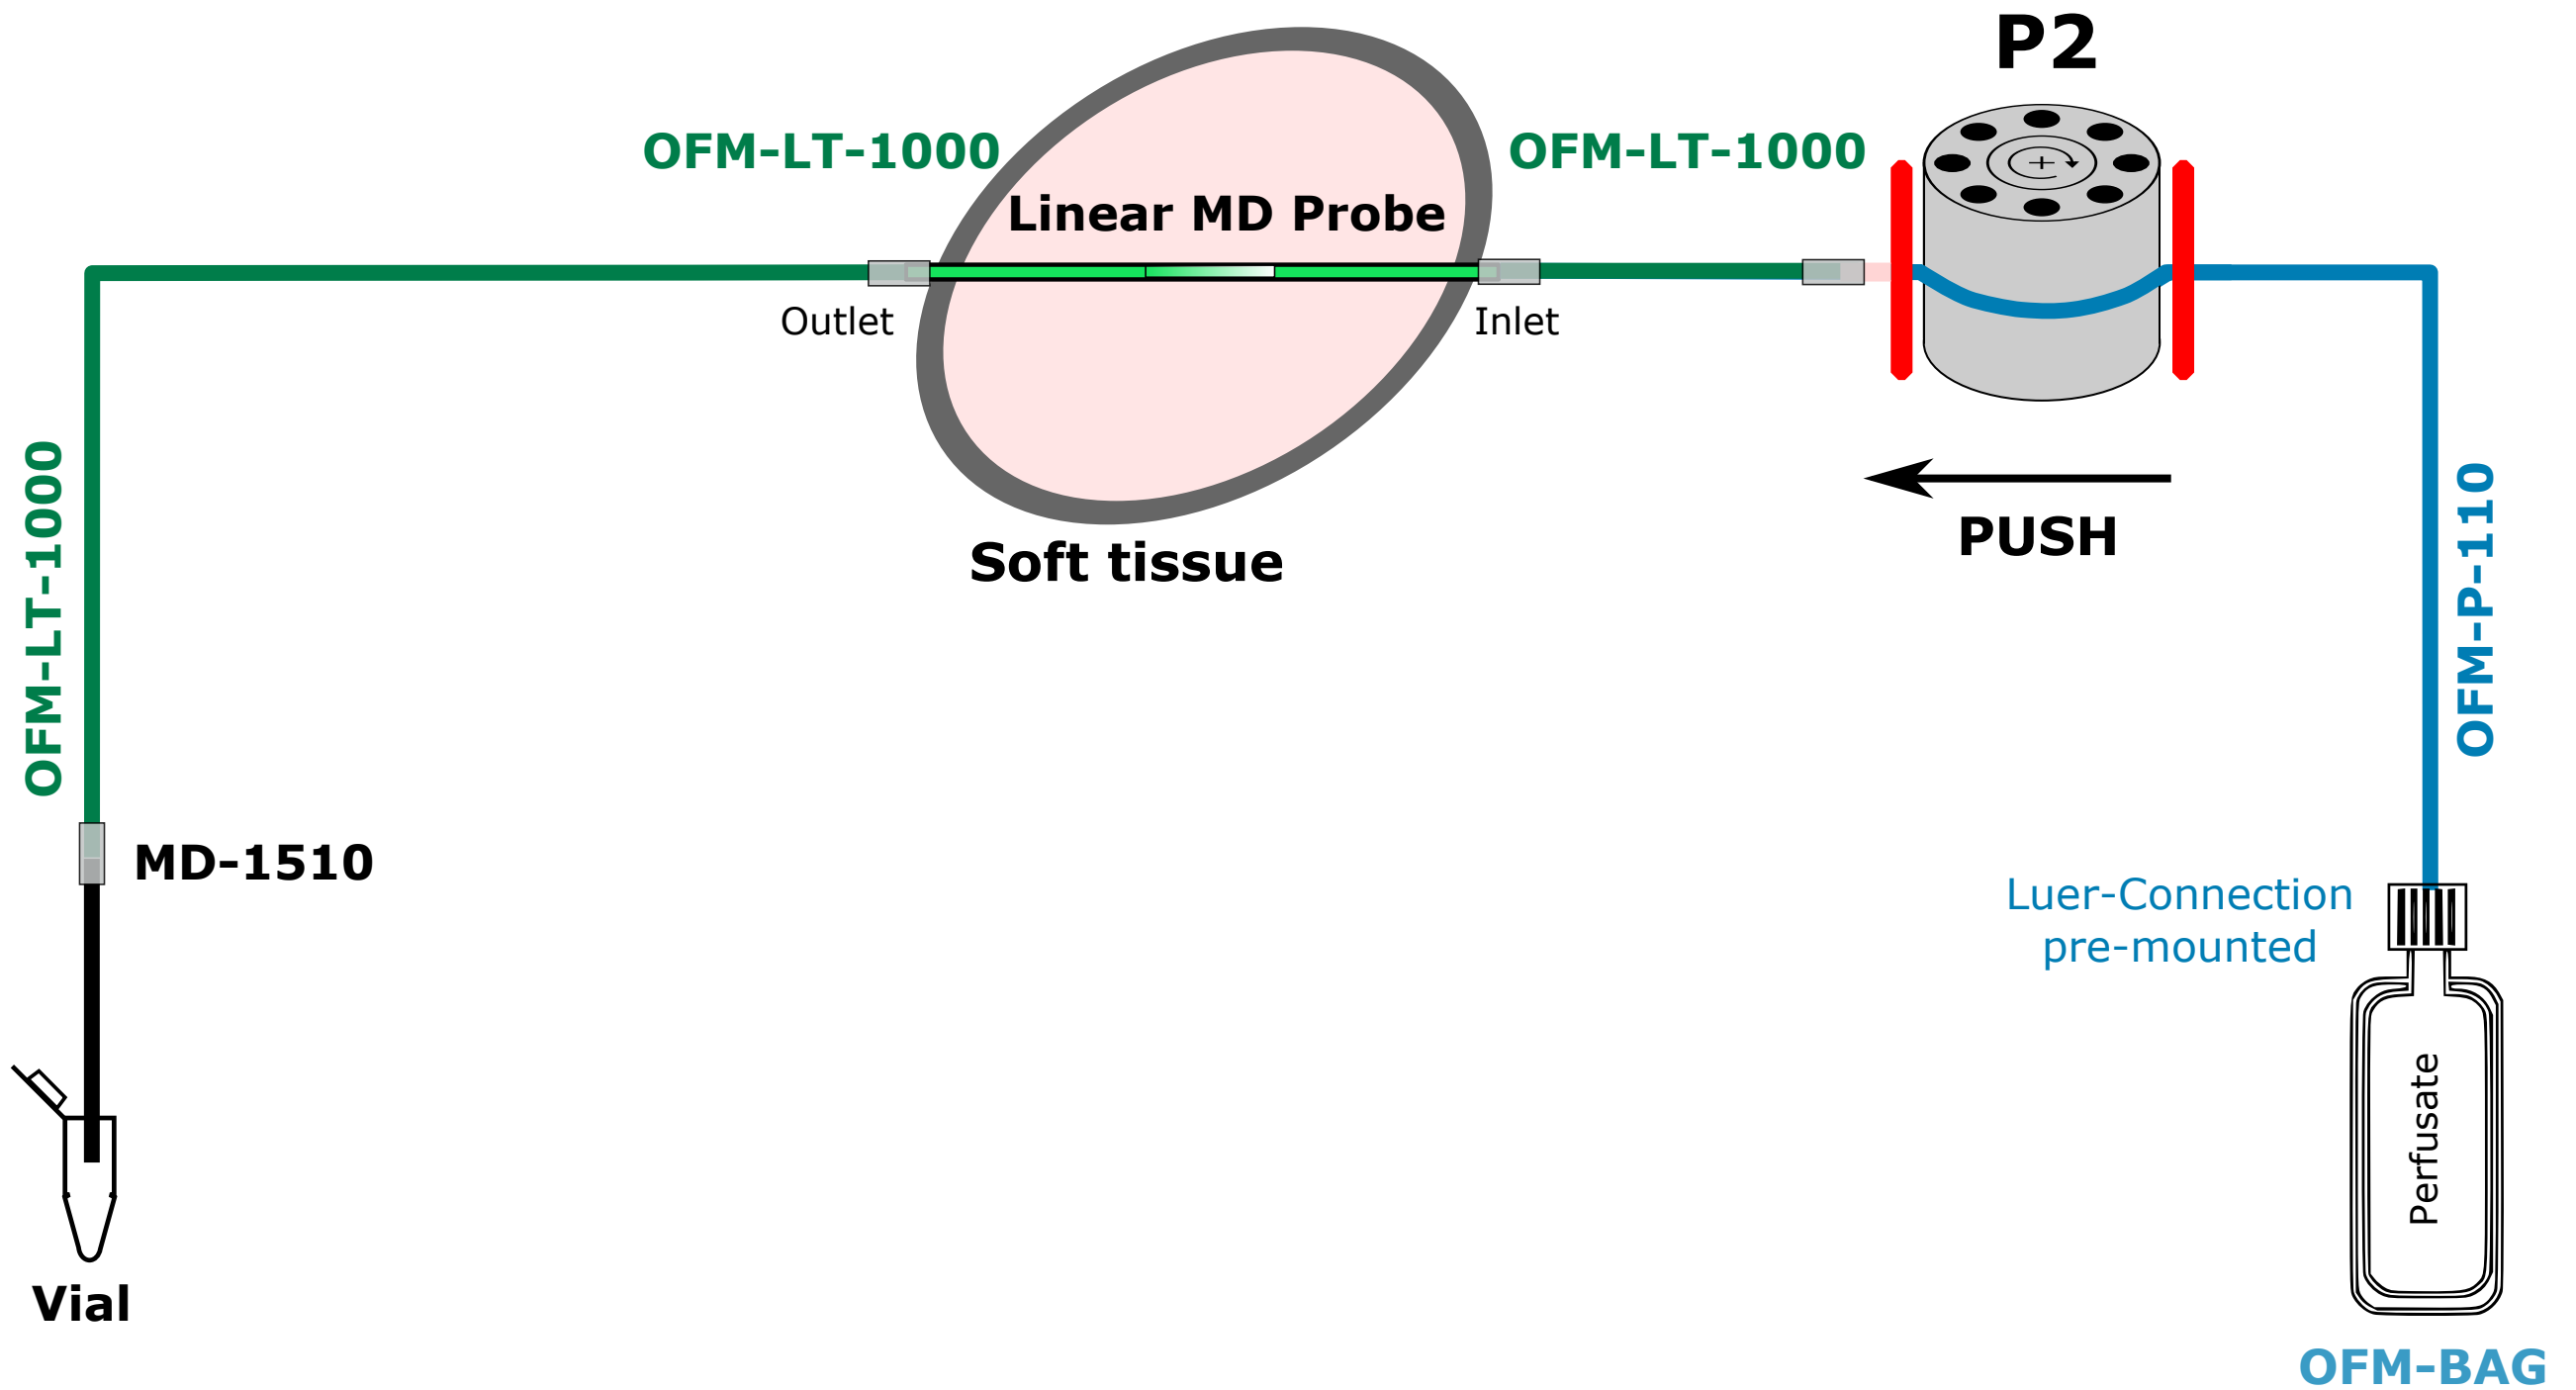 P2
OFM-LT-1000
OFM-LT-1000
Linear MD Probe
Outlet
Inlet
PUSH
Soft tissue
OFM-LT-1000
OFM-P-110
MD-1510
Luer-Connection
pre-mounted
Perfusate
Vial
OFM-BAG